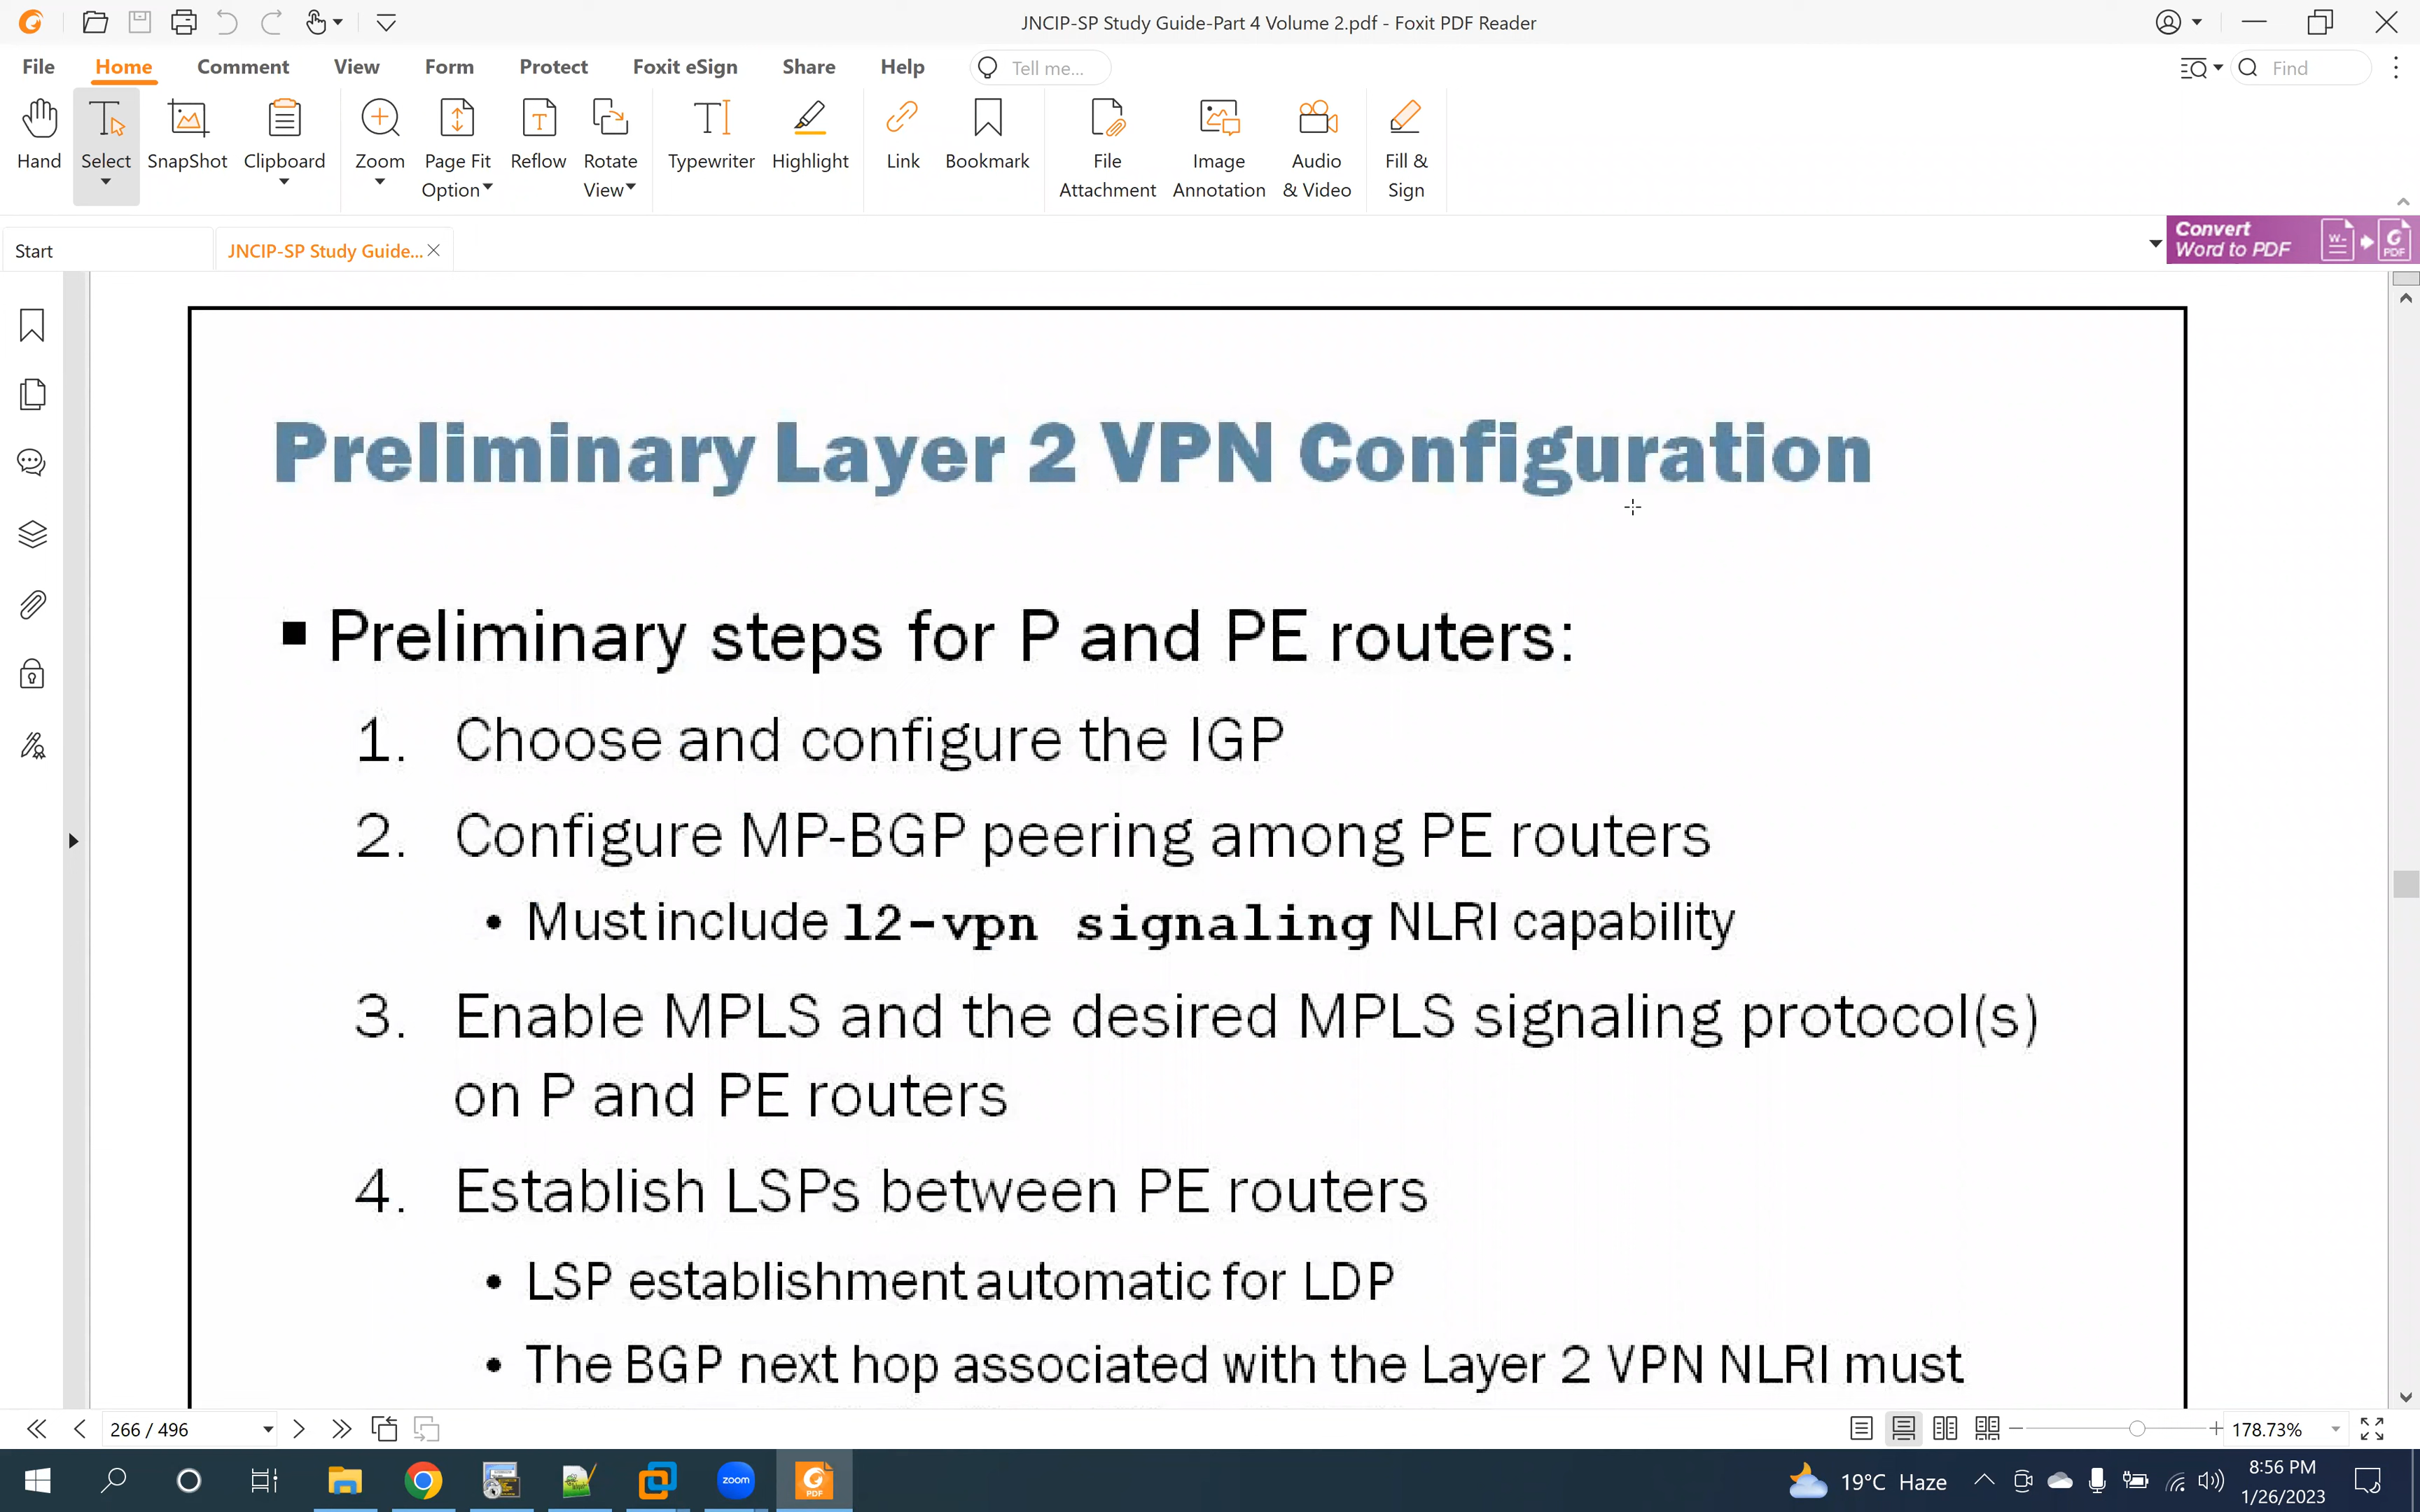 JNCIP-SP Study Guide-Part 4 Volume 2.pdf - Foxit PDF Reader
File Home Comment View Form Protect Foxit eSign Share Help Tell me... Find
Hand Select SnapShot Clipboard Zoom Page Fit Option Reflow Rotate View Typewriter Highlight Link Bookmark File Attachment Image Annotation Audio & Video Fill & Sign
Start JNCIP-SP Study Guide...
Convert
Word to PDF
Preliminary Layer 2 VPN Configuration
■ Preliminary steps for P and PE routers:
1. Choose and configure the IGP
2. Configure MP-BGP peering among PE routers
• Must include l2-vpn signaling NLRI capability
3. Enable MPLS and the desired MPLS signaling protocol(s)
on P and PE routers
4. Establish LSPs between PE routers
• LSP establishment automatic for LDP
• The BGP next hop associated with the Layer 2 VPN NLRI must
266 / 496 178.73%
zoom PDF 19°C Haze 8:56 PM
1/26/2023